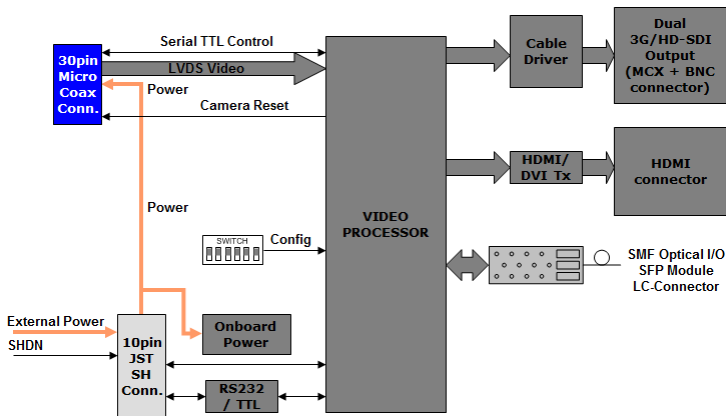 Serial TTL Control
30pin
Micro
Coax
Conn.
LVDS Video
Power
Camera Reset
Power
SWITCH
Config
VIDEO
PROCESSOR
Cable
Driver
Dual
3G/HD-SDI
Output
(MCX + BNC
connector)
HDMI/
DVI Tx
HDMI
connector
SMF Optical I/O
SFP Module
LC-Connector
External Power
SHDN
10pin
JST
SH
Conn.
Onboard
Power
RS232
/ TTL